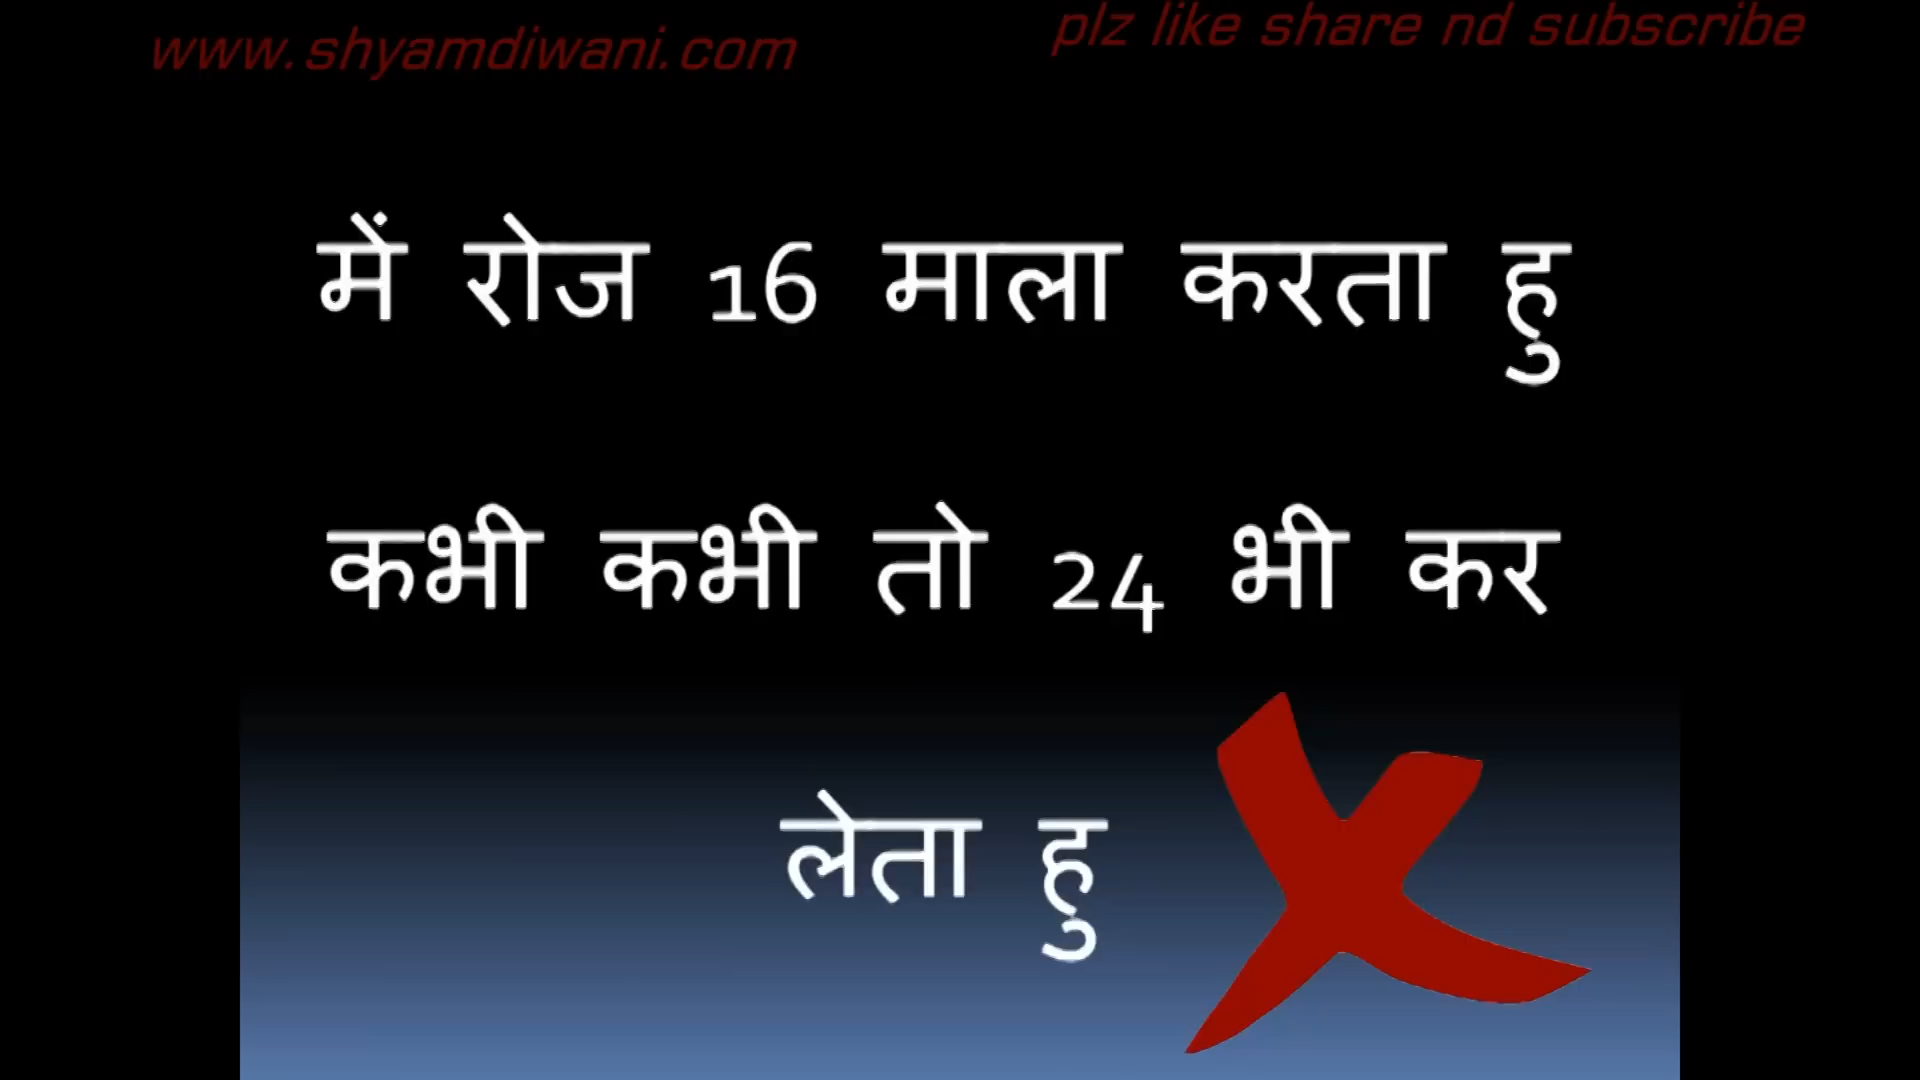 www.shyamdiwani.com
plz like share nd subscribe
में रोज 16 माला करता हु
कभी कभी तो 24 भी कर
लेता हु